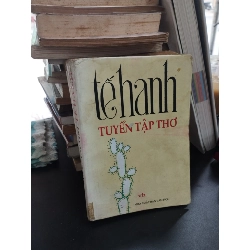 tế hanh
TUYỂN TẬP THƠ